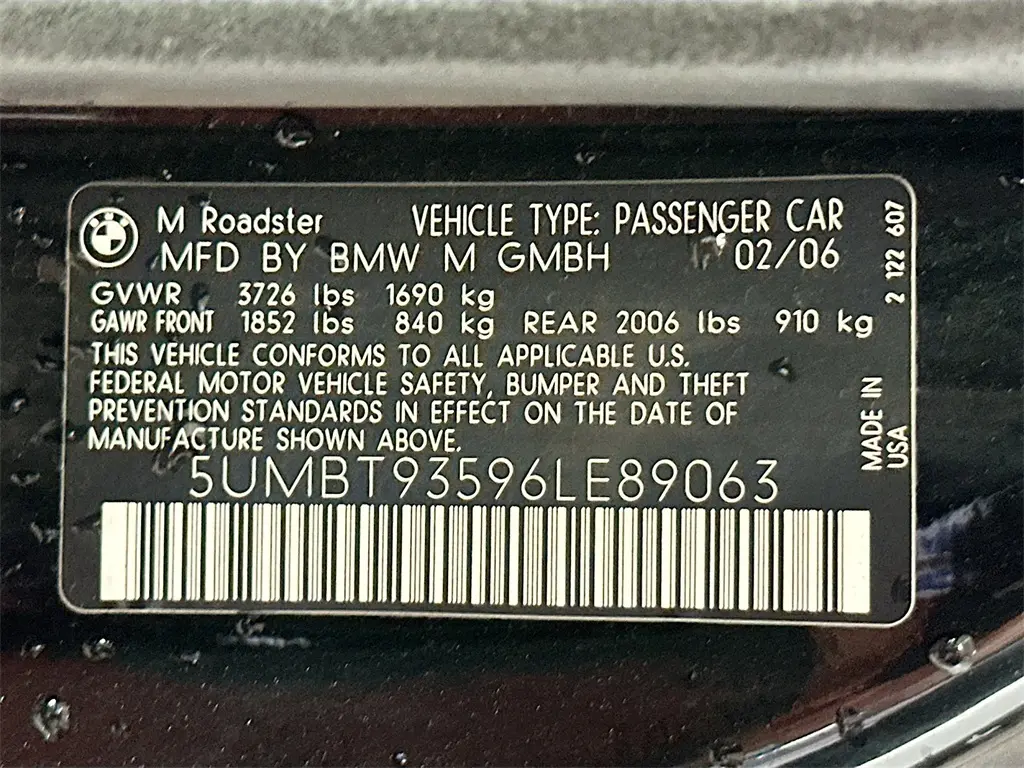 M Roadster VEHICLE TYPE: PASSENGER CAR
MFD BY BMW M GMBH 02/06
GVWR 3726 lbs 1690 kg
GAWR FRONT 1852 lbs 840 kg REAR 2006 lbs 910 kg
THIS VEHICLE CONFORMS TO ALL APPLICABLE U.S.
FEDERAL MOTOR VEHICLE SAFETY, BUMPER AND THEFT
PREVENTION STANDARDS IN EFFECT ON THE DATE OF
MANUFACTURE SHOWN ABOVE.
5UMBT93596LE89063
2 122 607
MADE IN
USA